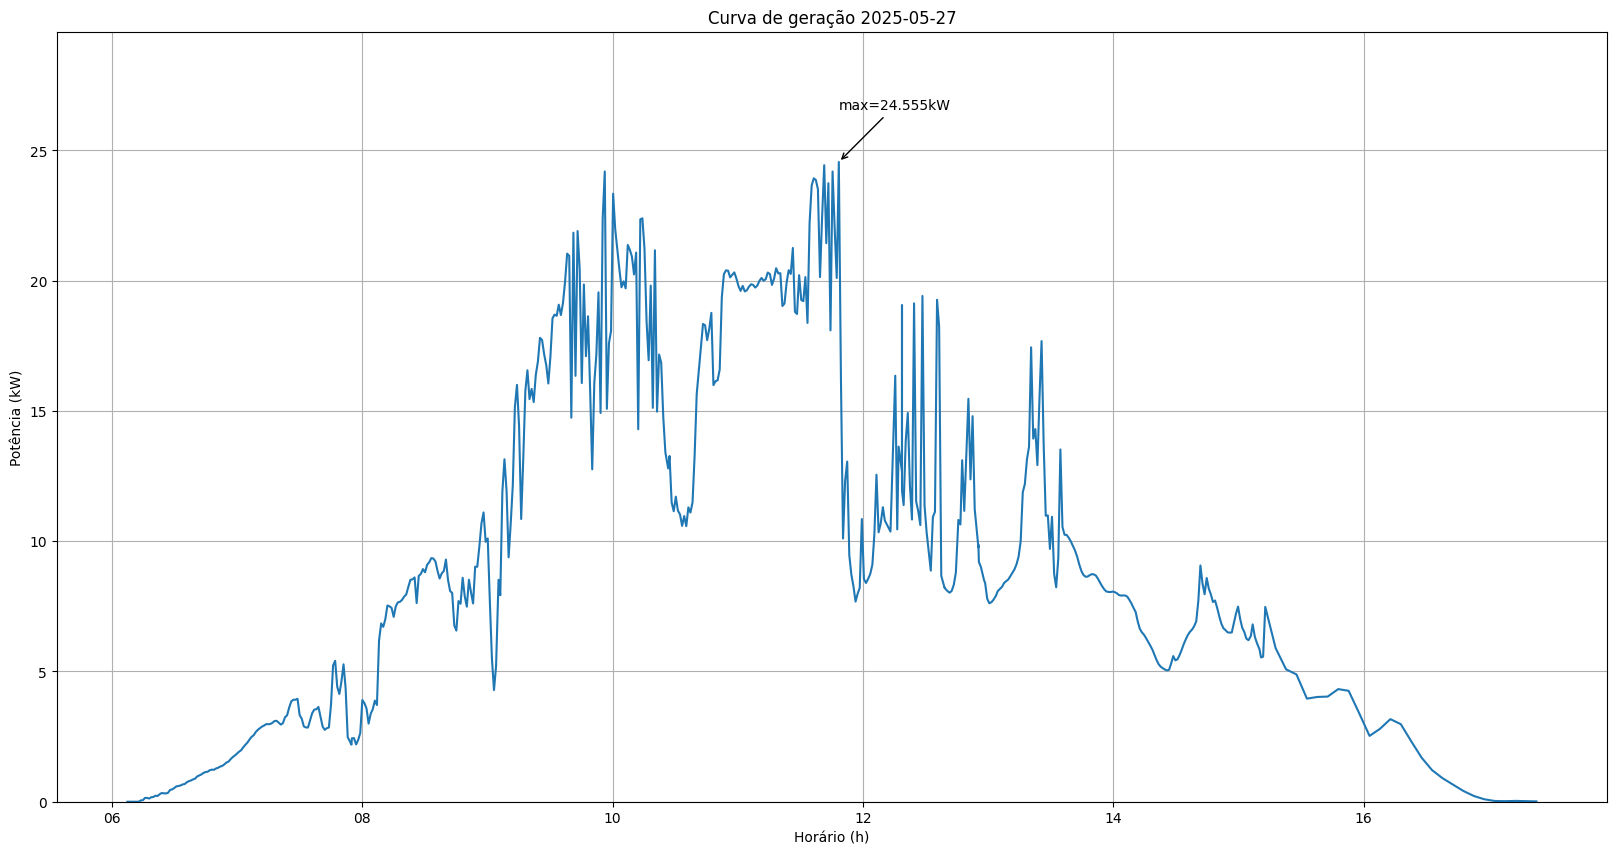 Curva de geração 2025-05-27
max=24.555kW
25
20
15
10
5
0
Potência (kW)
06 08 10 12 14 16
Horário (h)